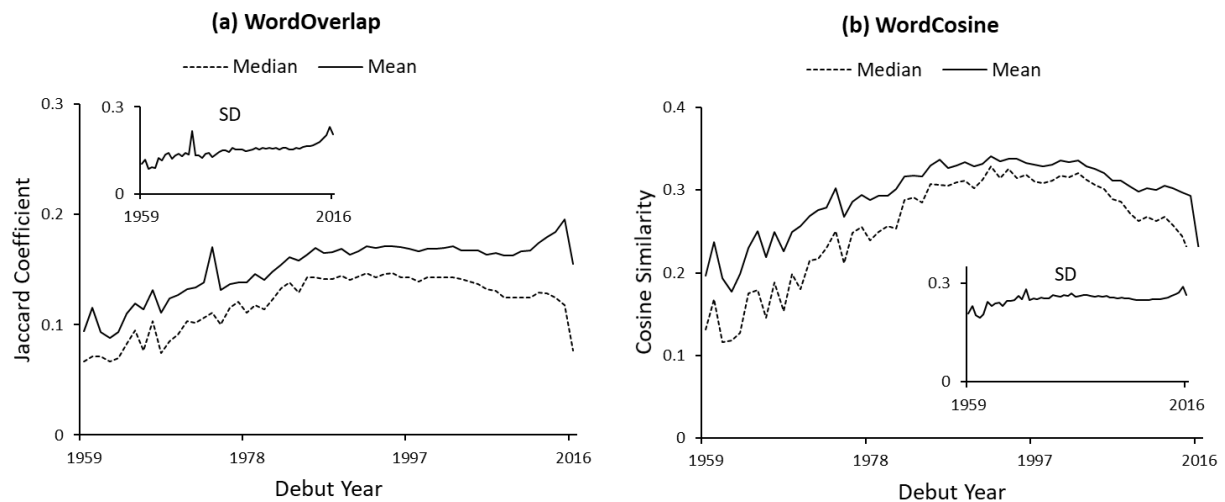 (a) WordOverlap
Median
Mean
0.3
0.2
0.1
0
Jaccard Coefficient
0.3
0
SD
1959
2016
1959
1978
1997
2016
Debut Year
(b) WordCosine
Median
Mean
0.4
0.3
0.2
0.1
0
Cosine Similarity
0.3
0
SD
1959
2016
1959
1978
1997
2016
Debut Year